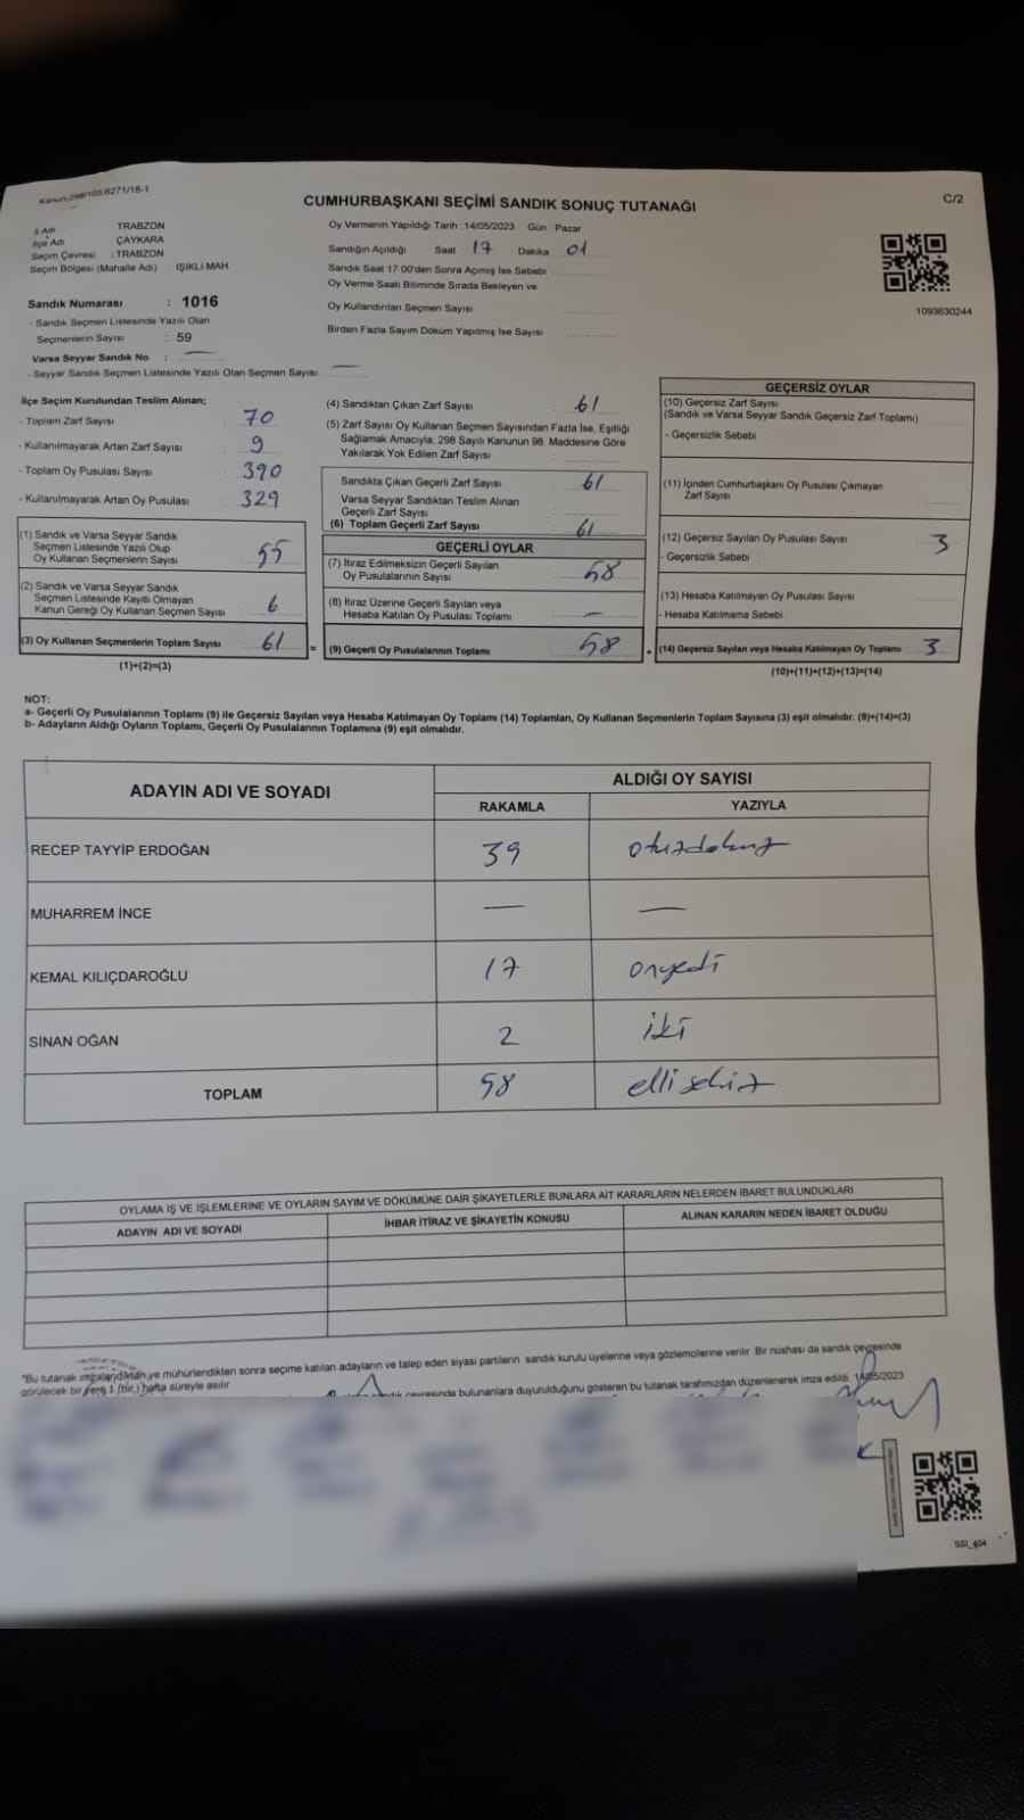 Kanun:298/105.6271/18-1
CUMHURBAŞKANI SEÇİMİ SANDIK SONUÇ TUTANAĞI
C/2
İl Adı TRABZON
İlçe Adı ÇAYKARA
Seçim Çevresi : TRABZON
Seçim Bölgesi (Mahalle Adı) IŞIKLI MAH
Sandık Numarası : 1016
- Sandık Seçmen Listesinde Yazılı Olan
Seçmenlerin Sayısı : 59
Varsa Seyyar Sandık No : —
- Seyyar Sandık Seçmen Listesinde Yazılı Olan Seçmen Sayısı —
Oy Vermenin Yapıldığı Tarih :14/05/2023 Gün Pazar
Sandığın Açıldığı Saat 17 Dakika 01
Sandık Saat 17:00'den Sonra Açmış İse Sebebi
Oy Verme Saati Bitiminde Sırada Bekleyen ve
Oy Kullandırılan Seçmen Sayısı
Birden Fazla Sayım Döküm Yapılmış İse Sayısı
1093630244
İlçe Seçim Kurulundan Teslim Alınan;
- Toplam Zarf Sayısı 70
- Kullanılmayarak Artan Zarf Sayısı 9
- Toplam Oy Pusulası Sayısı 390
- Kullanılmayarak Artan Oy Pusulası 329
(1) Sandık ve Varsa Seyyar Sandık
Seçmen Listesinde Yazılı Olup
Oy Kullanan Seçmenlerin Sayısı 55
(2) Sandık ve Varsa Seyyar Sandık
Seçmen Listesinde Kayıtlı Olmayan
Kanun Gereği Oy Kullanan Seçmen Sayısı 6
(3) Oy Kullanan Seçmenlerin Toplam Sayısı 61 =
(1)+(2)=(3)
(4) Sandıktan Çıkan Zarf Sayısı 61
(5) Zarf Sayısı Oy Kullanan Seçmen Sayısından Fazla İse, Eşitliği
Sağlamak Amacıyla, 298 Sayılı Kanunun 98. Maddesine Göre
Yakılarak Yok Edilen Zarf Sayısı
Sandıkta Çıkan Geçerli Zarf Sayısı 61
Varsa Seyyar Sandıktan Teslim Alınan
Geçerli Zarf Sayısı
(6) Toplam Geçerli Zarf Sayısı 61
GEÇERLİ OYLAR
(7) İtiraz Edilmeksizin Geçerli Sayılan
Oy Pusulalarının Sayısı 58
(8) İtiraz Üzerine Geçerli Sayılan veya
Hesaba Katılan Oy Pusulası Toplamı —
(9) Geçerli Oy Pusulalarının Toplamı 58 +
GEÇERSİZ OYLAR
(10) Geçersiz Zarf Sayısı
(Sandık ve Varsa Seyyar Sandık Geçersiz Zarf Toplamı)
- Geçersizlik Sebebi
(11) İçinden Cumhurbaşkanı Oy Pusulası Çıkmayan
Zarf Sayısı
(12) Geçersiz Sayılan Oy Pusulası Sayısı 3
- Geçersizlik Sebebi
(13) Hesaba Katılmayan Oy Pusulası Sayısı
- Hesaba Katılmama Sebebi
(14) Geçersiz Sayılan veya Hesaba Katılmayan Oy Toplamı 3
(10)+(11)+(12)+(13)=(14)
NOT:
a- Geçerli Oy Pusulalarının Toplamı (9) ile Geçersiz Sayılan veya Hesaba Katılmayan Oy Toplamı (14) Toplamları, Oy Kullanan Seçmenlerin Toplam Sayısına (3) eşit olmalıdır. (9)+(14)=(3)
b- Adayların Aldığı Oyların Toplamı, Geçerli Oy Pusulalarının Toplamına (9) eşit olmalıdır.
ADAYIN ADI VE SOYADI
ALDIĞI OY SAYISI
RAKAMLA YAZIYLA
RECEP TAYYİP ERDOĞAN 39 otuzdokuz
MUHARREM İNCE — —
KEMAL KILIÇDAROĞLU 17 onyedi
SİNAN OĞAN 2 iki
TOPLAM 58 ellisekiz
OYLAMA İŞ VE İŞLEMLERİNE VE OYLARIN SAYIM VE DÖKÜMÜNE DAİR ŞİKAYETLERLE BUNLARA AİT KARARLARIN NELERDEN İBARET BULUNDUKLARI
ADAYIN ADI VE SOYADI İHBAR İTİRAZ VE ŞİKAYETİN KONUSU ALINAN KARARIN NEDEN İBARET OLDUĞU
"Bu tutanak imzalandıktan ve mühürlendikten sonra seçime katılan adayların ve talep eden siyasi partilerin sandık kurulu üyelerine veya gözlemcilerine verilir. Bir nüshası da sandık çevresinde
görülecek bir yere 1 (bir) hafta süreyle asılır
çevresinde bulunanlara duyurulduğunu gösteren bu tutanak tarafımızdan düzenlenerek imza edildi. 14/05/2023